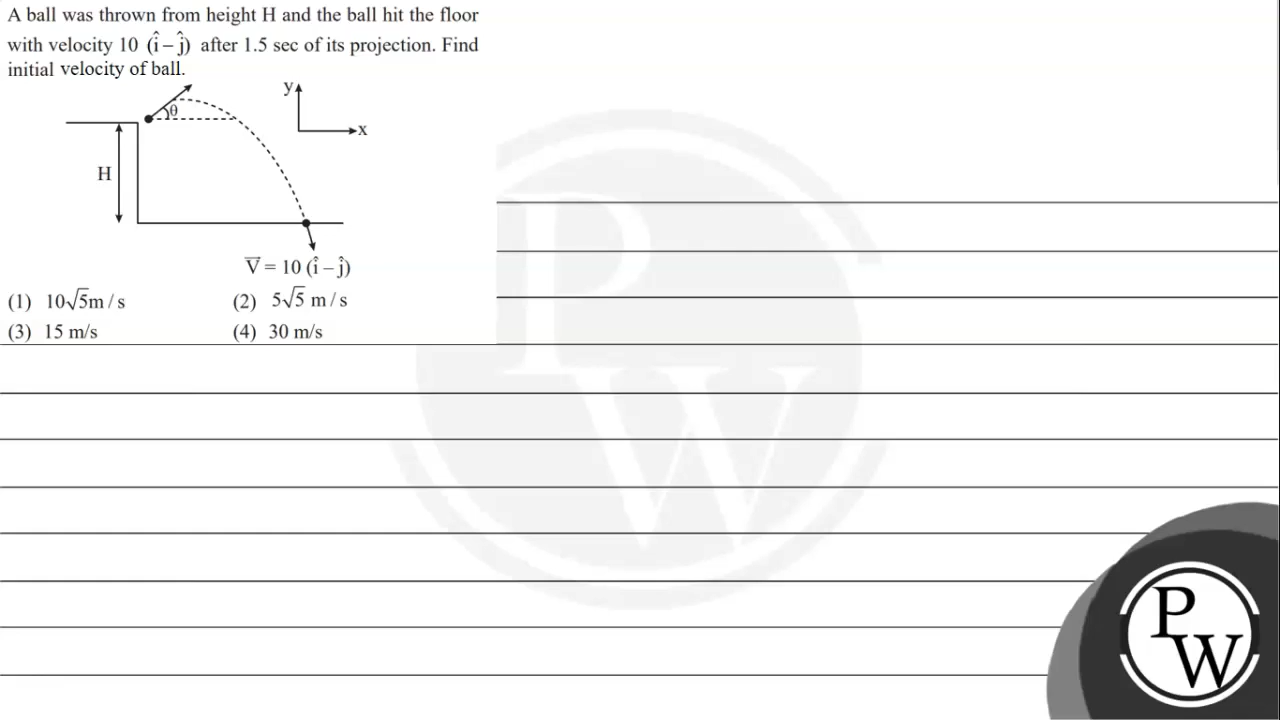 A ball was thrown from height H and the ball hit the floor
with velocity 10 (î – ĵ) after 1.5 sec of its projection. Find
initial velocity of ball.
y
θ
x
H
V̅ = 10 (î – ĵ)
(1) 10√5m / s (2) 5√5 m / s
(3) 15 m/s (4) 30 m/s
P
W
P
W